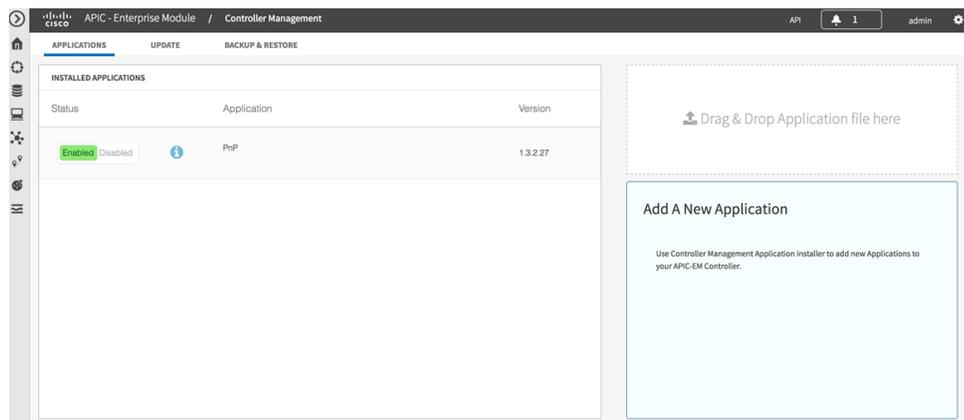 cisco APIC - Enterprise Module / Controller Management API 1 admin
APPLICATIONS UPDATE BACKUP & RESTORE
INSTALLED APPLICATIONS
Status Application Version
Enabled Disabled PnP 1.3.2.27
Drag & Drop Application file here
Add A New Application
Use Controller Management Application installer to add new Applications to
your APIC-EM Controller.